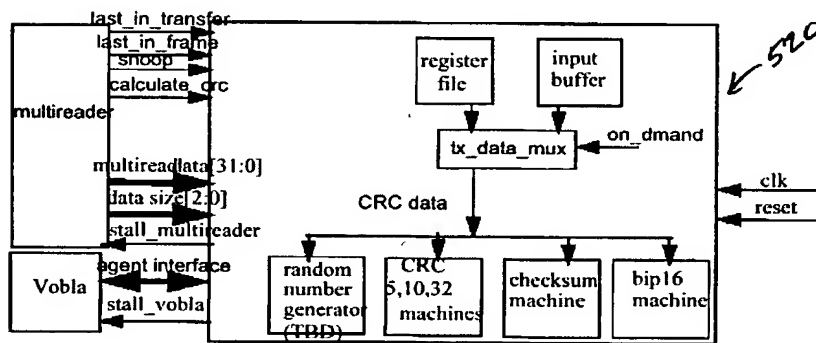 last_in_transfer
last_in_frame
snoop
calculate_crc
multireader
multireadata[31:0]
data size[2:0]
stall_multireader
agent interface
Vobla
stall_vobla
register
file
input
buffer
tx_data_mux
on_dmand
CRC data
random
number
generator
(TBD)
CRC
5,10,32
machines
checksum
machine
bip16
machine
520
clk
reset